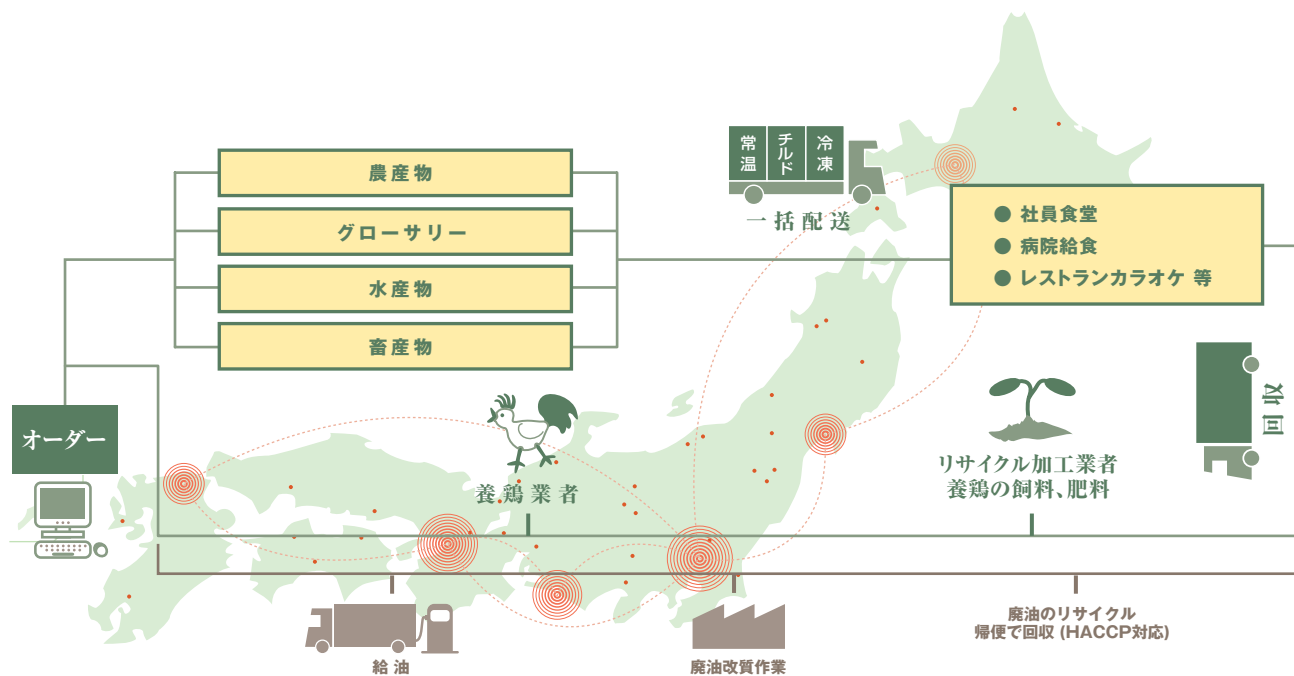 常温
チルド
冷凍
一括配送
農産物
グローサリー
水産物
畜産物
● 社員食堂
● 病院給食
● レストランカラオケ 等
オーダー
養鶏業者
リサイクル加工業者
養鶏の飼料、肥料
回収
給油
廃油改質作業
廃油のリサイクル
帰便で回収 (HACCP対応)